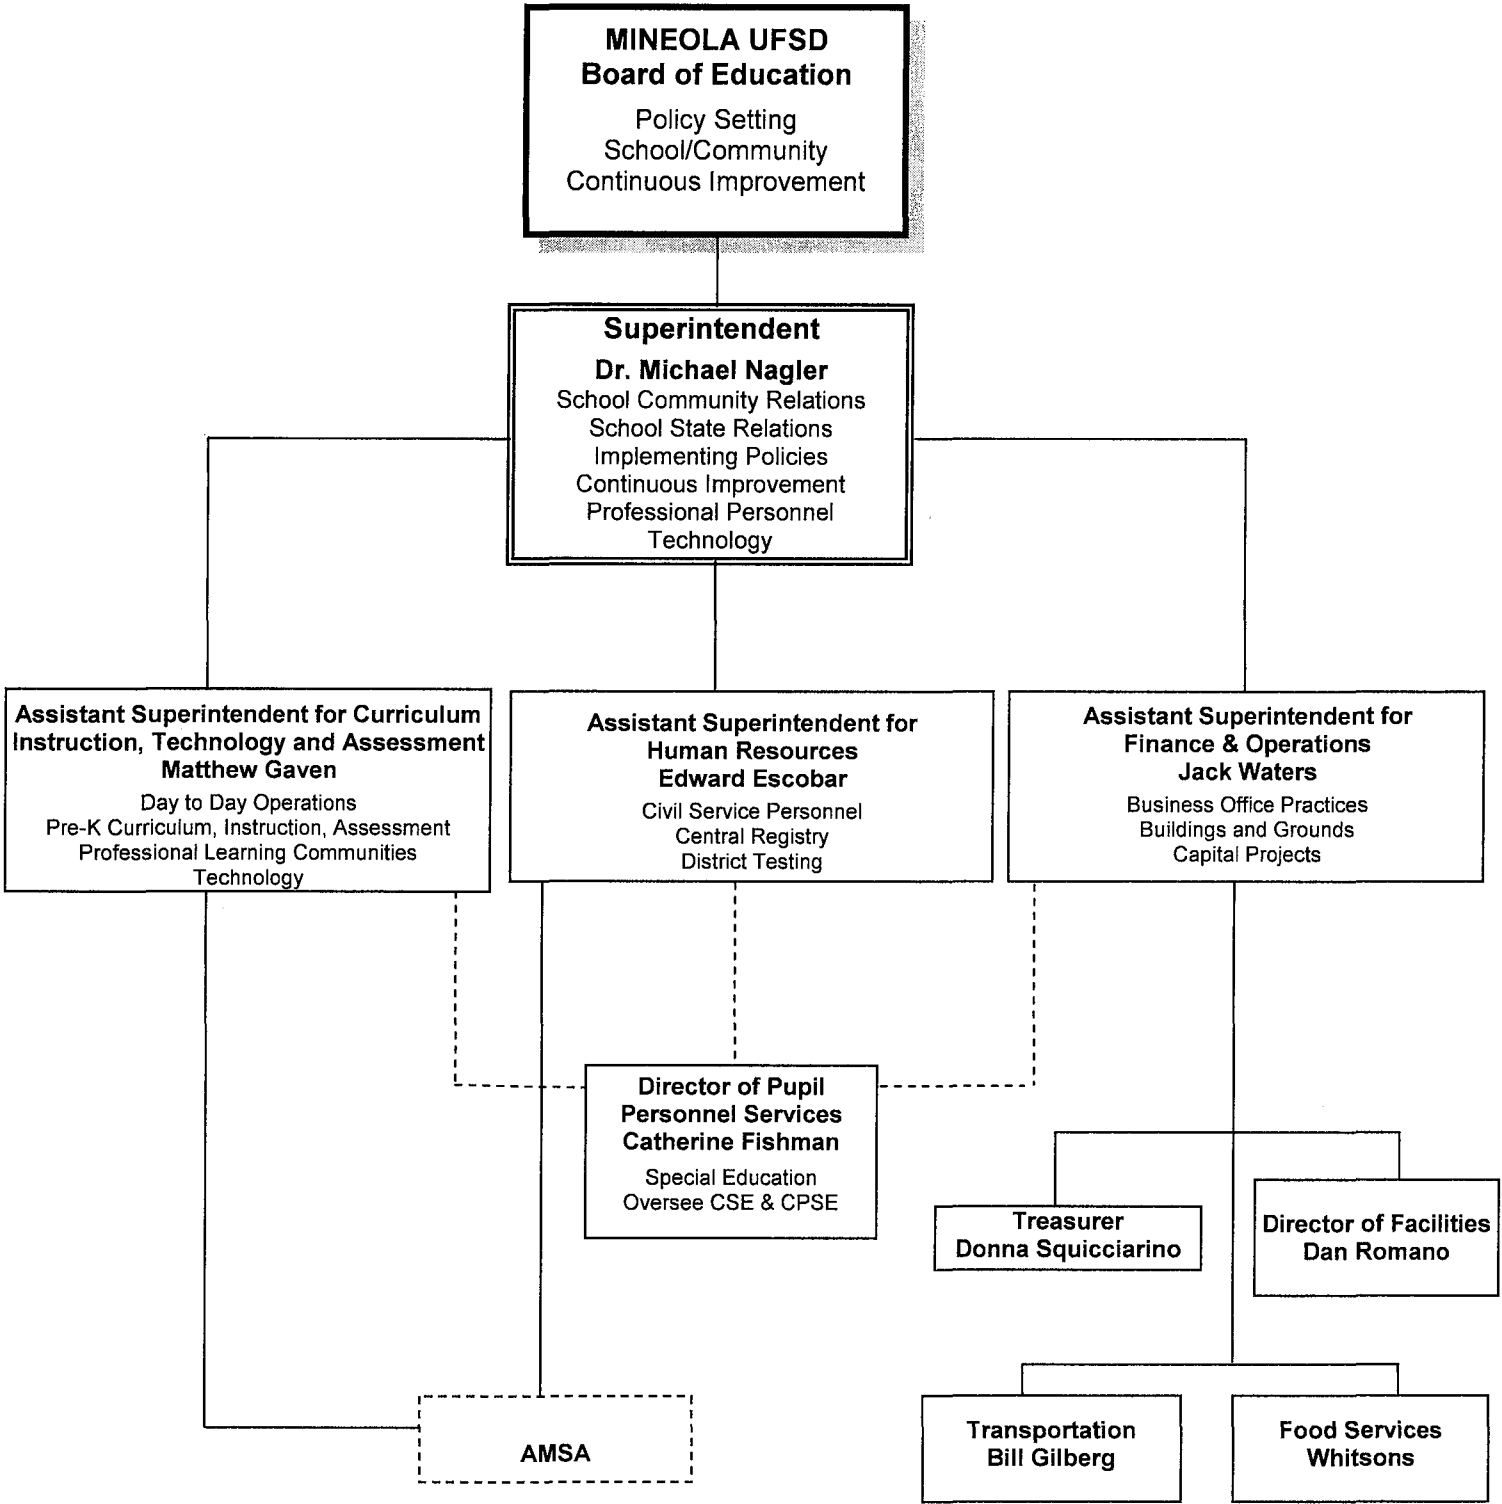 MINEOLA UFSD
Board of Education
Policy Setting
School/Community
Continuous Improvement
Superintendent
Dr. Michael Nagler
School Community Relations
School State Relations
Implementing Policies
Continuous Improvement
Professional Personnel
Technology
Assistant Superintendent for Curriculum
Instruction, Technology and Assessment
Matthew Gaven
Day to Day Operations
Pre-K Curriculum, Instruction, Assessment
Professional Learning Communities
Technology
Assistant Superintendent for
Human Resources
Edward Escobar
Civil Service Personnel
Central Registry
District Testing
Assistant Superintendent for
Finance & Operations
Jack Waters
Business Office Practices
Buildings and Grounds
Capital Projects
Director of Pupil
Personnel Services
Catherine Fishman
Special Education
Oversee CSE & CPSE
Treasurer
Donna Squicciarino
Director of Facilities
Dan Romano
AMSA
Transportation
Bill Gilberg
Food Services
Whitsons